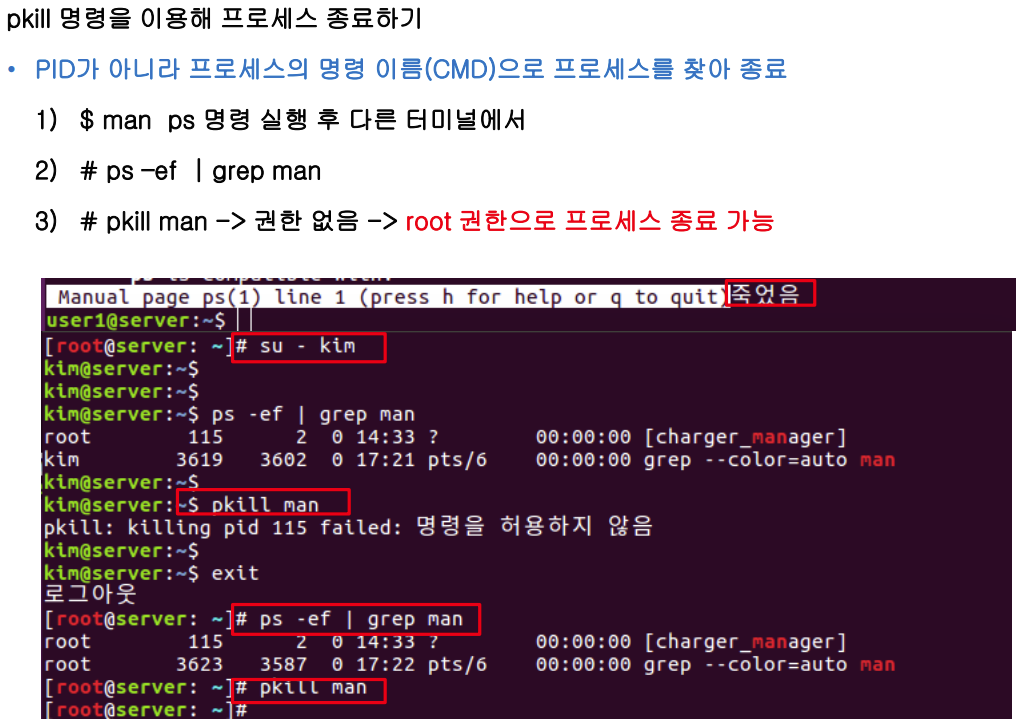 pkill 명령을 이용해 프로세스 종료하기
• PID가 아니라 프로세스의 명령 이름(CMD)으로 프로세스를 찾아 종료
1) $ man ps 명령 실행 후 다른 터미널에서
2) # ps –ef | grep man
3) # pkill man -> 권한 없음 -> root 권한으로 프로세스 종료 가능
ps is compatible with:
Manual page ps(1) line 1 (press h for help or q to quit)죽었음
user1@server:~$
[root@server: ~]# su - kim
kim@server:~$
kim@server:~$
kim@server:~$ ps -ef | grep man
root 115 2 0 14:33 ? 00:00:00 [charger_manager]
kim 3619 3602 0 17:21 pts/6 00:00:00 grep --color=auto man
kim@server:~$
kim@server:~$ pkill man
pkill: killing pid 115 failed: 명령을 허용하지 않음
kim@server:~$
kim@server:~$ exit
로그아웃
[root@server: ~]# ps -ef | grep man
root 115 2 0 14:33 ? 00:00:00 [charger_manager]
root 3623 3587 0 17:22 pts/6 00:00:00 grep --color=auto man
[root@server: ~]# pkill man
[root@server: ~]#